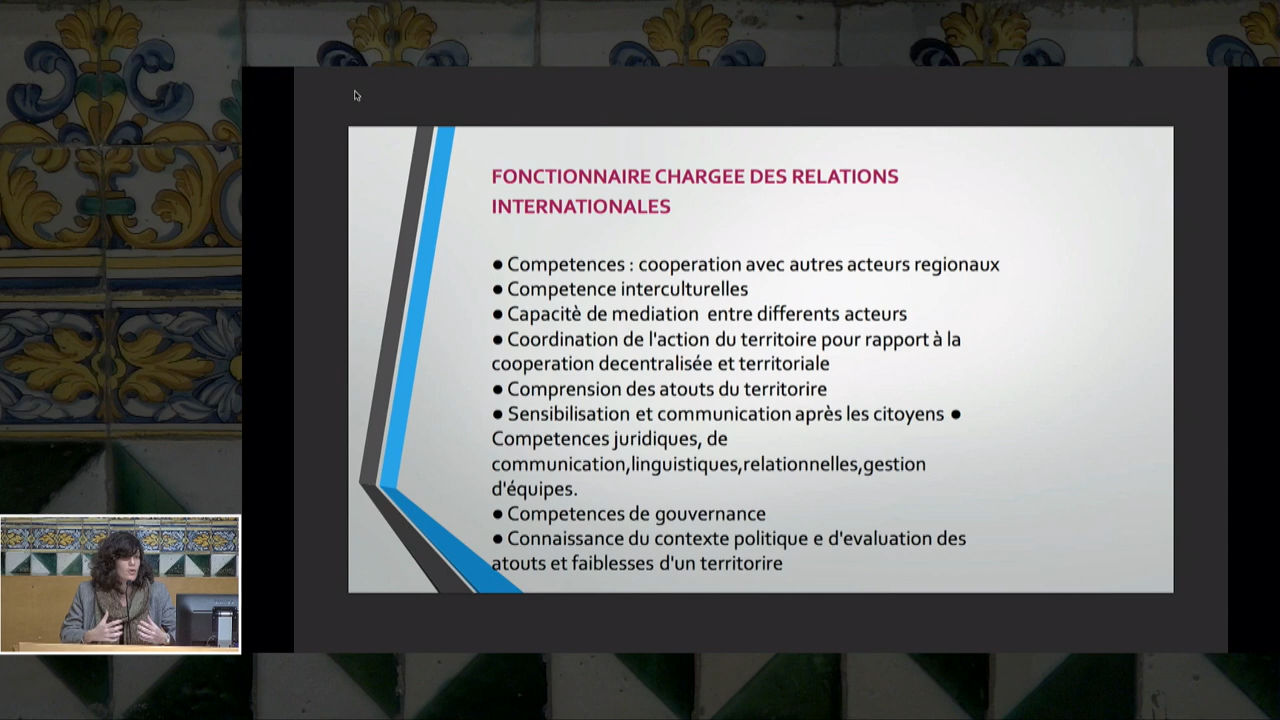 FONCTIONNAIRE CHARGEE DES RELATIONS
INTERNATIONALES
● Competences : cooperation avec autres acteurs regionaux
● Competence interculturelles
● Capacitè de mediation entre differents acteurs
● Coordination de l'action du territoire pour rapport à la
cooperation decentralisée et territoriale
● Comprension des atouts du territorire
● Sensibilisation et communication après les citoyens ●
Competences juridiques, de
communication,linguistiques,relationnelles,gestion
d'équipes.
● Competences de gouvernance
● Connaissance du contexte politique e d'evaluation des
atouts et faiblesses d'un territorire